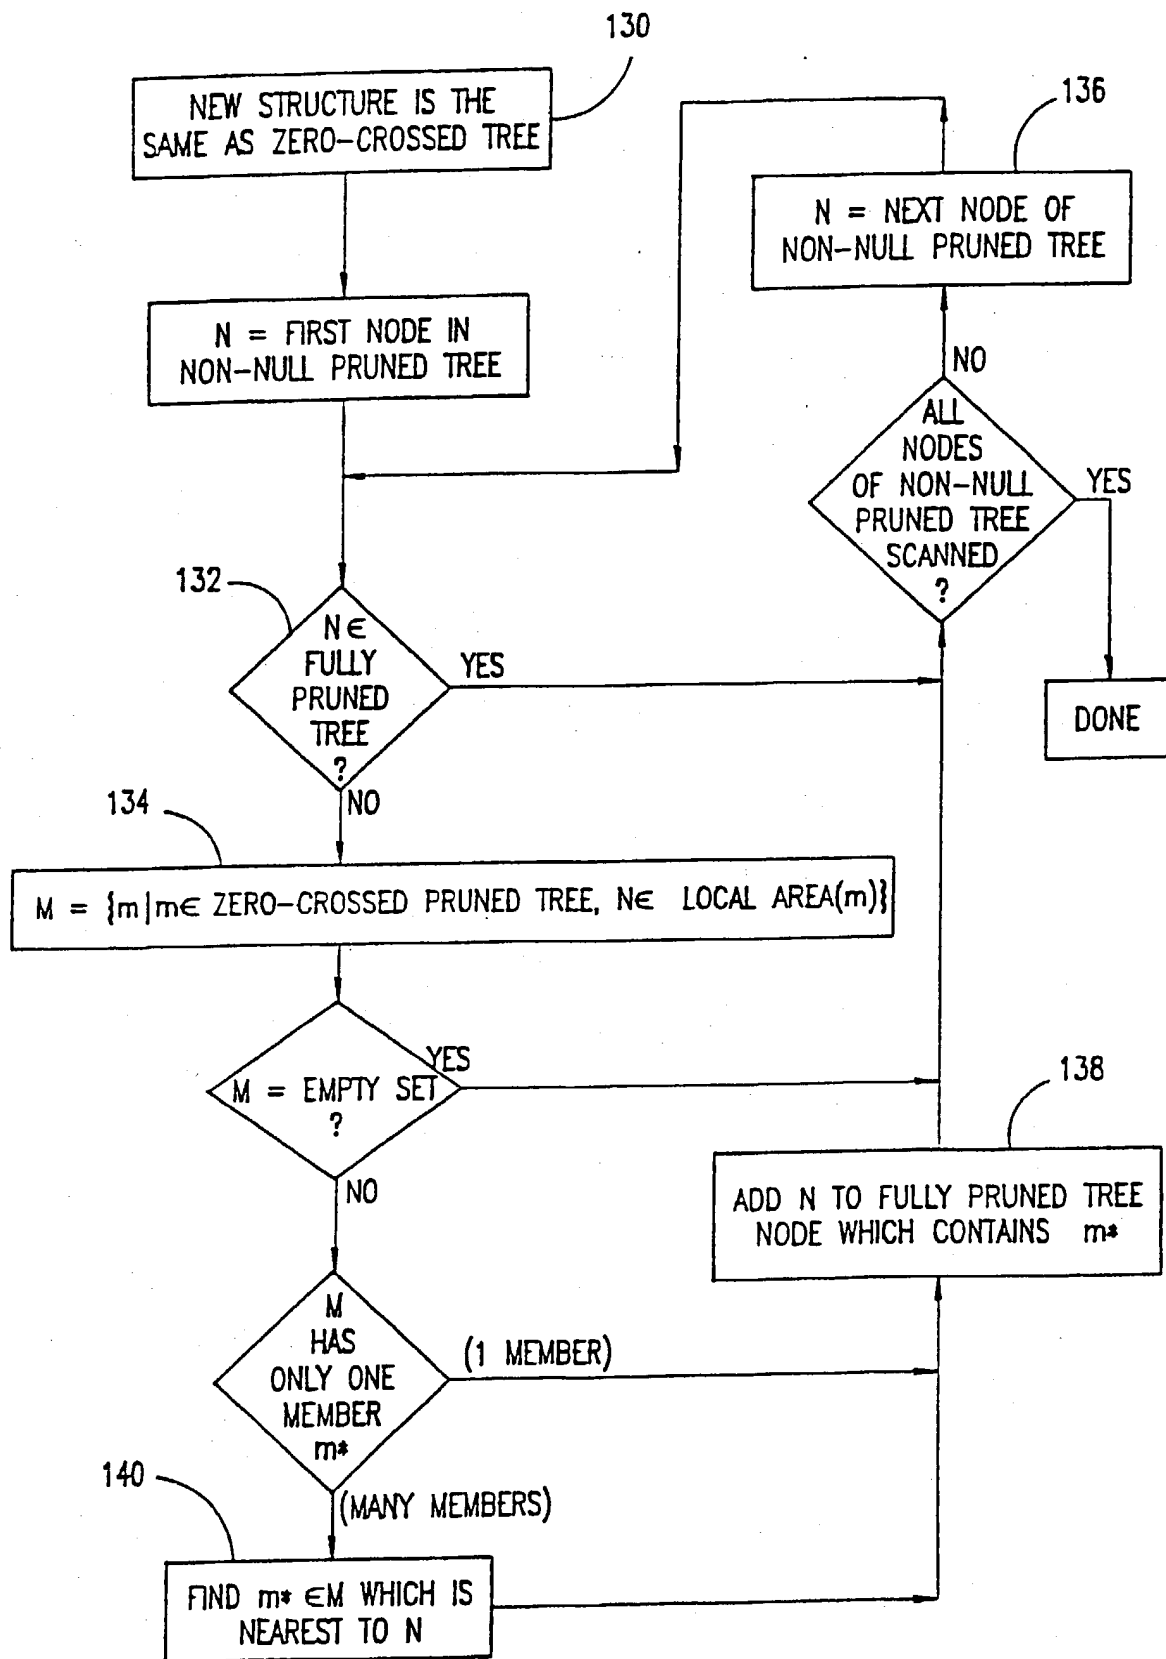 130
NEW STRUCTURE IS THE
SAME AS ZERO-CROSSED TREE
136
N = NEXT NODE OF
NON-NULL PRUNED TREE
N = FIRST NODE IN
NON-NULL PRUNED TREE
NO
ALL
NODES
OF NON-NULL
PRUNED TREE
SCANNED
?
YES
DONE
132
N∈
FULLY
PRUNED
TREE
?
YES
NO
134
M = {m|m∈ ZERO-CROSSED PRUNED TREE, N∈ LOCAL AREA(m)}
M = EMPTY SET
?
YES
NO
138
ADD N TO FULLY PRUNED TREE
NODE WHICH CONTAINS m*
M
HAS
ONLY ONE
MEMBER
m*
(1 MEMBER)
(MANY MEMBERS)
140
FIND m* ∈M WHICH IS
NEAREST TO N